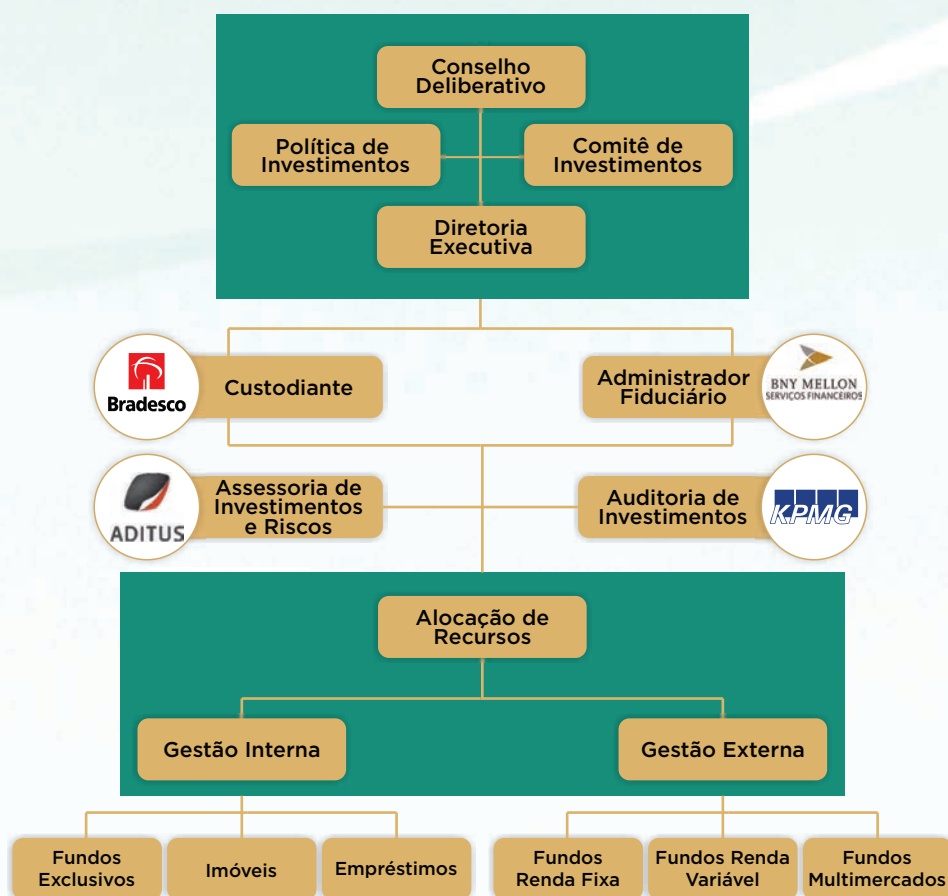 Conselho
Deliberativo
Política de
Investimentos
Comitê de
Investimentos
Diretoria
Executiva
Bradesco
Custodiante
Administrador
Fiduciário
BNY MELLON
SERVIÇOS FINANCEIROS
ADITUS
Assessoria de
Investimentos
e Riscos
Auditoria de
Investimentos
KPMG
Alocação de
Recursos
Gestão Interna
Gestão Externa
Fundos
Exclusivos
Imóveis
Empréstimos
Fundos
Renda Fixa
Fundos Renda
Variável
Fundos
Multimercados